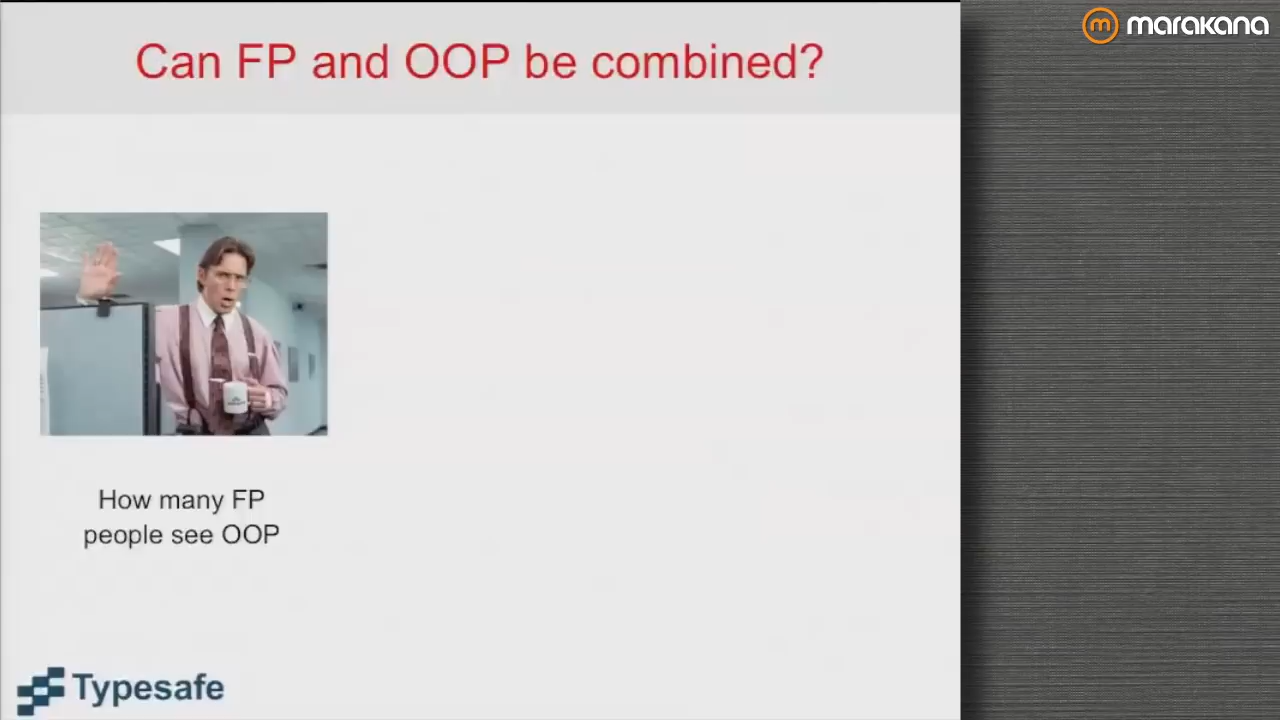 Can FP and OOP be combined?
marakana
How many FP
people see OOP
Typesafe